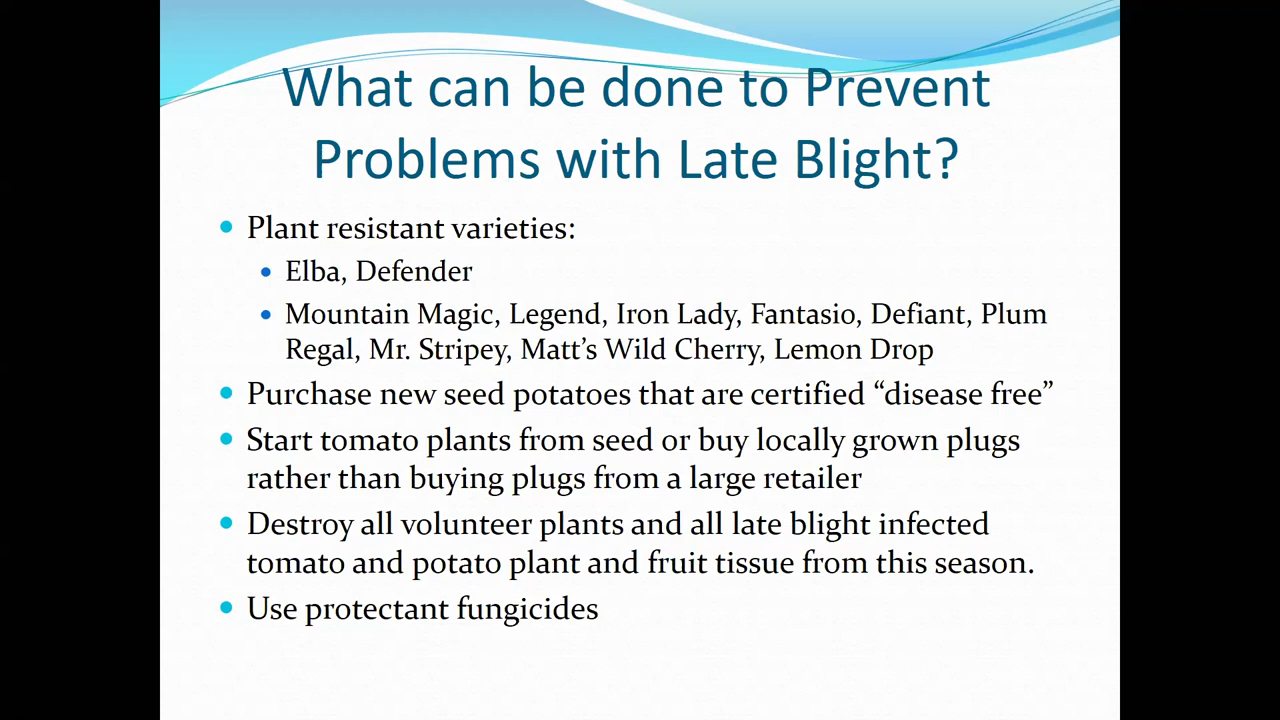 What can be done to Prevent
Problems with Late Blight?
• Plant resistant varieties:
• Elba, Defender
• Mountain Magic, Legend, Iron Lady, Fantasio, Defiant, Plum
Regal, Mr. Stripey, Matt’s Wild Cherry, Lemon Drop
• Purchase new seed potatoes that are certified “disease free”
• Start tomato plants from seed or buy locally grown plugs
rather than buying plugs from a large retailer
• Destroy all volunteer plants and all late blight infected
tomato and potato plant and fruit tissue from this season.
• Use protectant fungicides